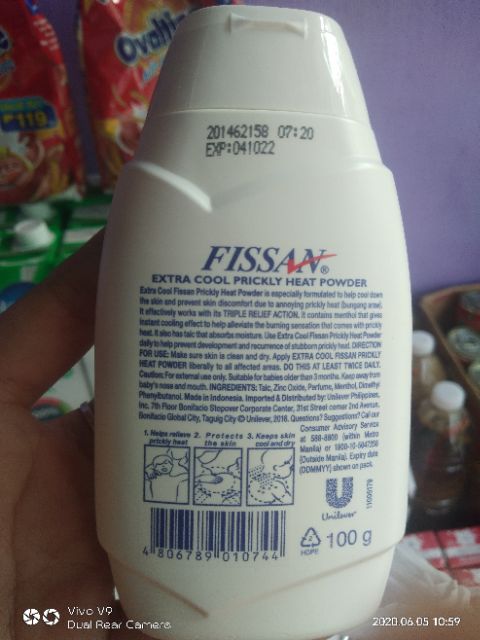 Ovaltine
₱119
201462158 07:20
EXP:041022
FISSAN®
EXTRA COOL PRICKLY HEAT POWDER
Extra Cool Fissan Prickly Heat Powder is especially formulated to help cool down
the skin and prevent skin discomfort due to annoying prickly heat (bungang araw).
It effectively works with its TRIPLE RELIEF ACTION. It contains menthol that gives
instant cooling effect to help alleviate the burning sensation that comes with prickly
heat. It also has talc that absorbs moisture. Use Extra Cool Fissan Prickly Heat Powder
daily to help prevent development and recurrence of stubborn prickly heat. DIRECTION
FOR USE: Make sure skin is clean and dry. Apply EXTRA COOL FISSAN PRICKLY
HEAT POWDER liberally to all affected areas. DO THIS AT LEAST TWICE DAILY.
Caution: For external use only. Suitable for babies older than 3 months. Keep away from
baby's nose and mouth. INGREDIENTS: Talc, Zinc Oxide, Parfume, Menthol, Dimethyl
Phenylbutanol. Made in Indonesia. Imported & Distributed by: Unilever Philippines,
Inc. 7th Floor Bonifacio Stopover Corporate Center, 31st Street corner 2nd Avenue,
Bonifacio Global City, Taguig City © Unilever, 2016. Questions? Suggestions? Call our
Consumer Advisory Service
at 588-8800 (within Metro
Manila) or 1800-10-5647258
(Outside Manila). Expiry date
(DDMMYY) shown on pack.
1. Helps relieve prickly heat
2. Protects the skin
3. Keeps skin cool and dry
Unilever
2
HDPE
100 g
4 806789 010744
Vivo V9
Dual Rear Camera
2020.06.05 10:59